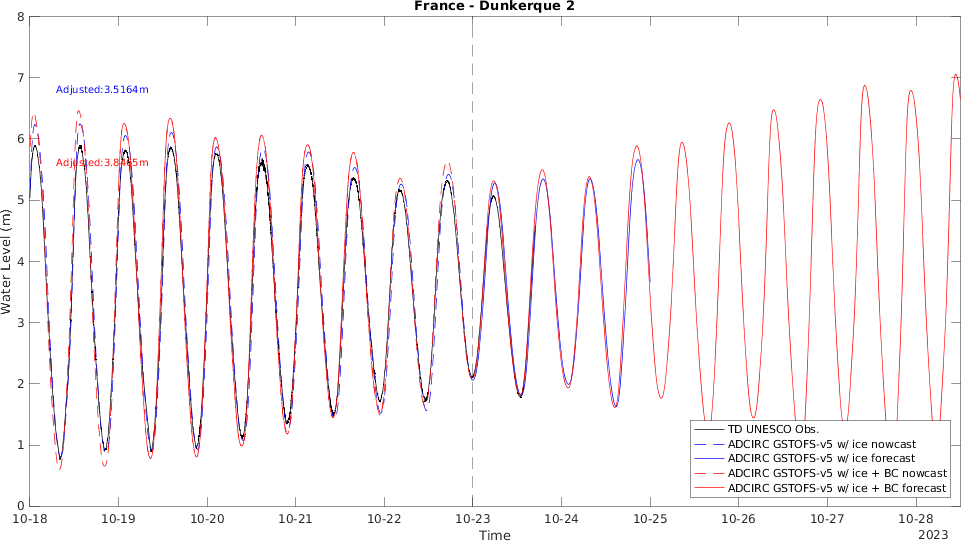 France - Dunkerque 2
Water Level (m)
8
7
6
5
4
3
2
1
0
Adjusted:3.5164m
Adjusted:3.8465m
TD UNESCO Obs.
ADCIRC GSTOFS-v5 w/ ice nowcast
ADCIRC GSTOFS-v5 w/ ice forecast
ADCIRC GSTOFS-v5 w/ ice + BC nowcast
ADCIRC GSTOFS-v5 w/ ice + BC forecast
10-18 10-19 10-20 10-21 10-22 10-23 10-24 10-25 10-26 10-27 10-28
Time
2023